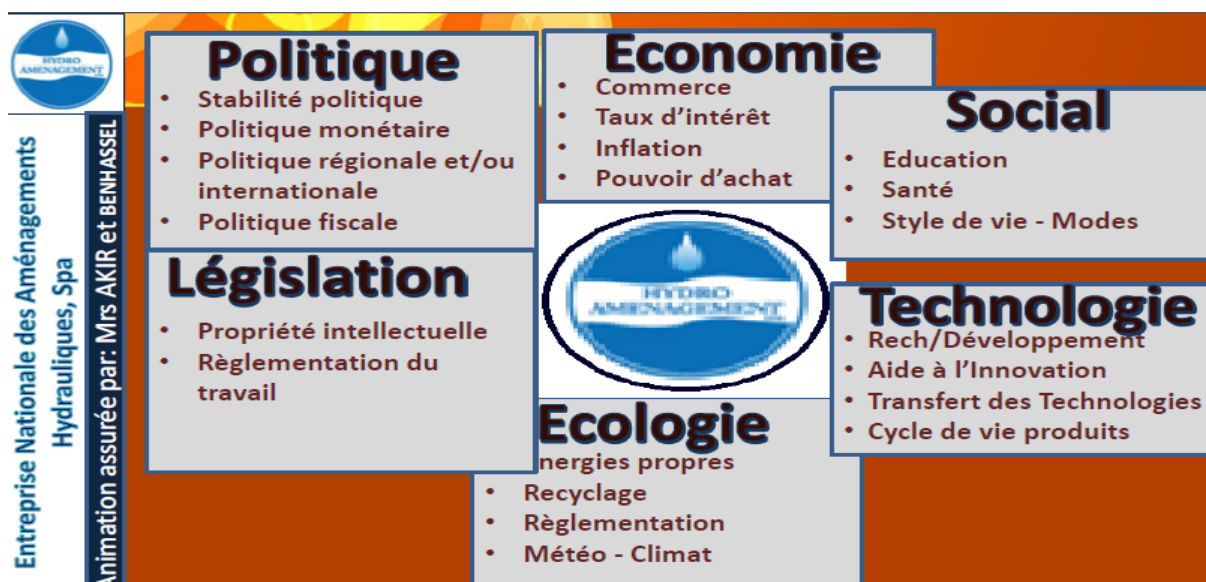 HYDRO
AMENAGEMENT
Entreprise Nationale des Aménagements
Hydrauliques, Spa
Animation assurée par: Mrs AKIR et BENHASSEL
Politique
• Stabilité politique
• Politique monétaire
• Politique régionale et/ou
internationale
• Politique fiscale
Economie
• Commerce
• Taux d'intérêt
• Inflation
• Pouvoir d'achat
Social
• Education
• Santé
• Style de vie - Modes
Législation
• Propriété intellectuelle
• Règlementation du
travail
HYDRO
AMENAGEMENT
Technologie
• Rech/Développement
• Aide à l'Innovation
• Transfert des Technologies
• Cycle de vie produits
Ecologie
Energies propres
• Recyclage
• Règlementation
• Météo - Climat